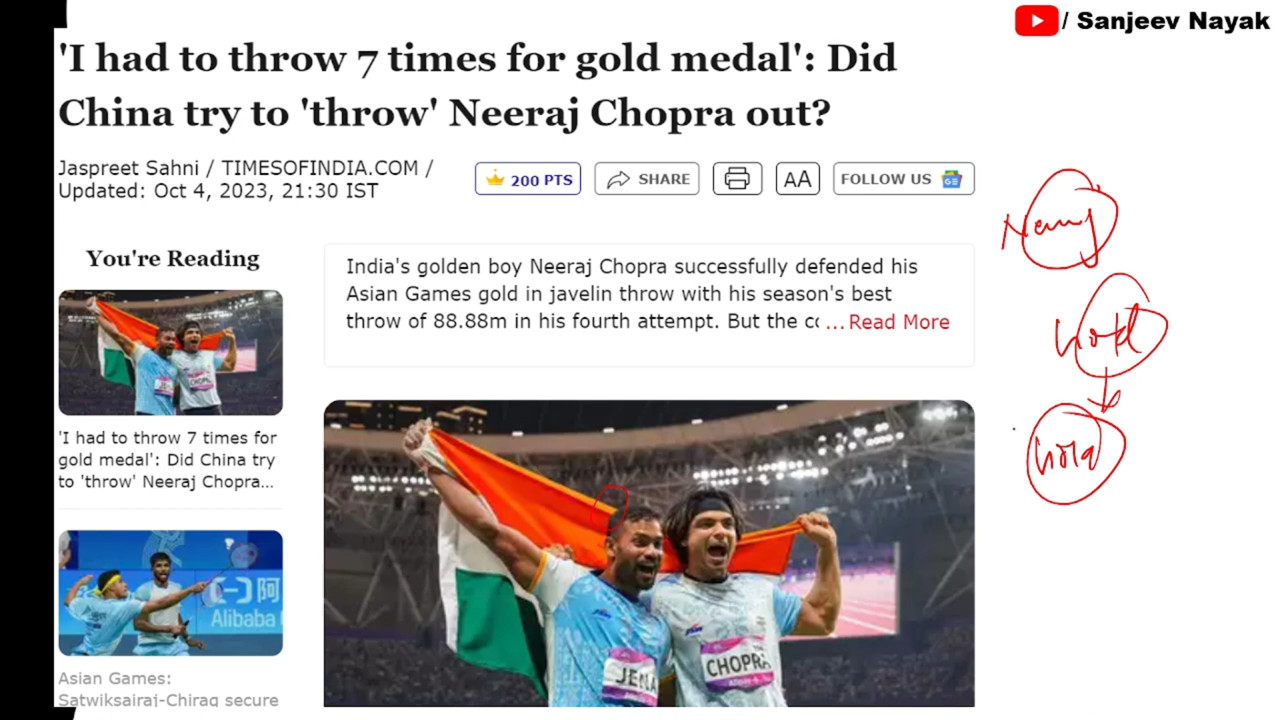 / Sanjeev Nayak
'I had to throw 7 times for gold medal': Did
China try to 'throw' Neeraj Chopra out?
Jaspreet Sahni / TIMESOFINDIA.COM /
Updated: Oct 4, 2023, 21:30 IST
200 PTS
SHARE
AA
FOLLOW US
You're Reading
'I had to throw 7 times for
gold medal': Did China try
to 'throw' Neeraj Chopra...
Alibaba
Asian Games:
Satwiksairaj-Chirag secure
India's golden boy Neeraj Chopra successfully defended his
Asian Games gold in javelin throw with his season's best
throw of 88.88m in his fourth attempt. But the cc ...Read More
JENA
CHOPRA